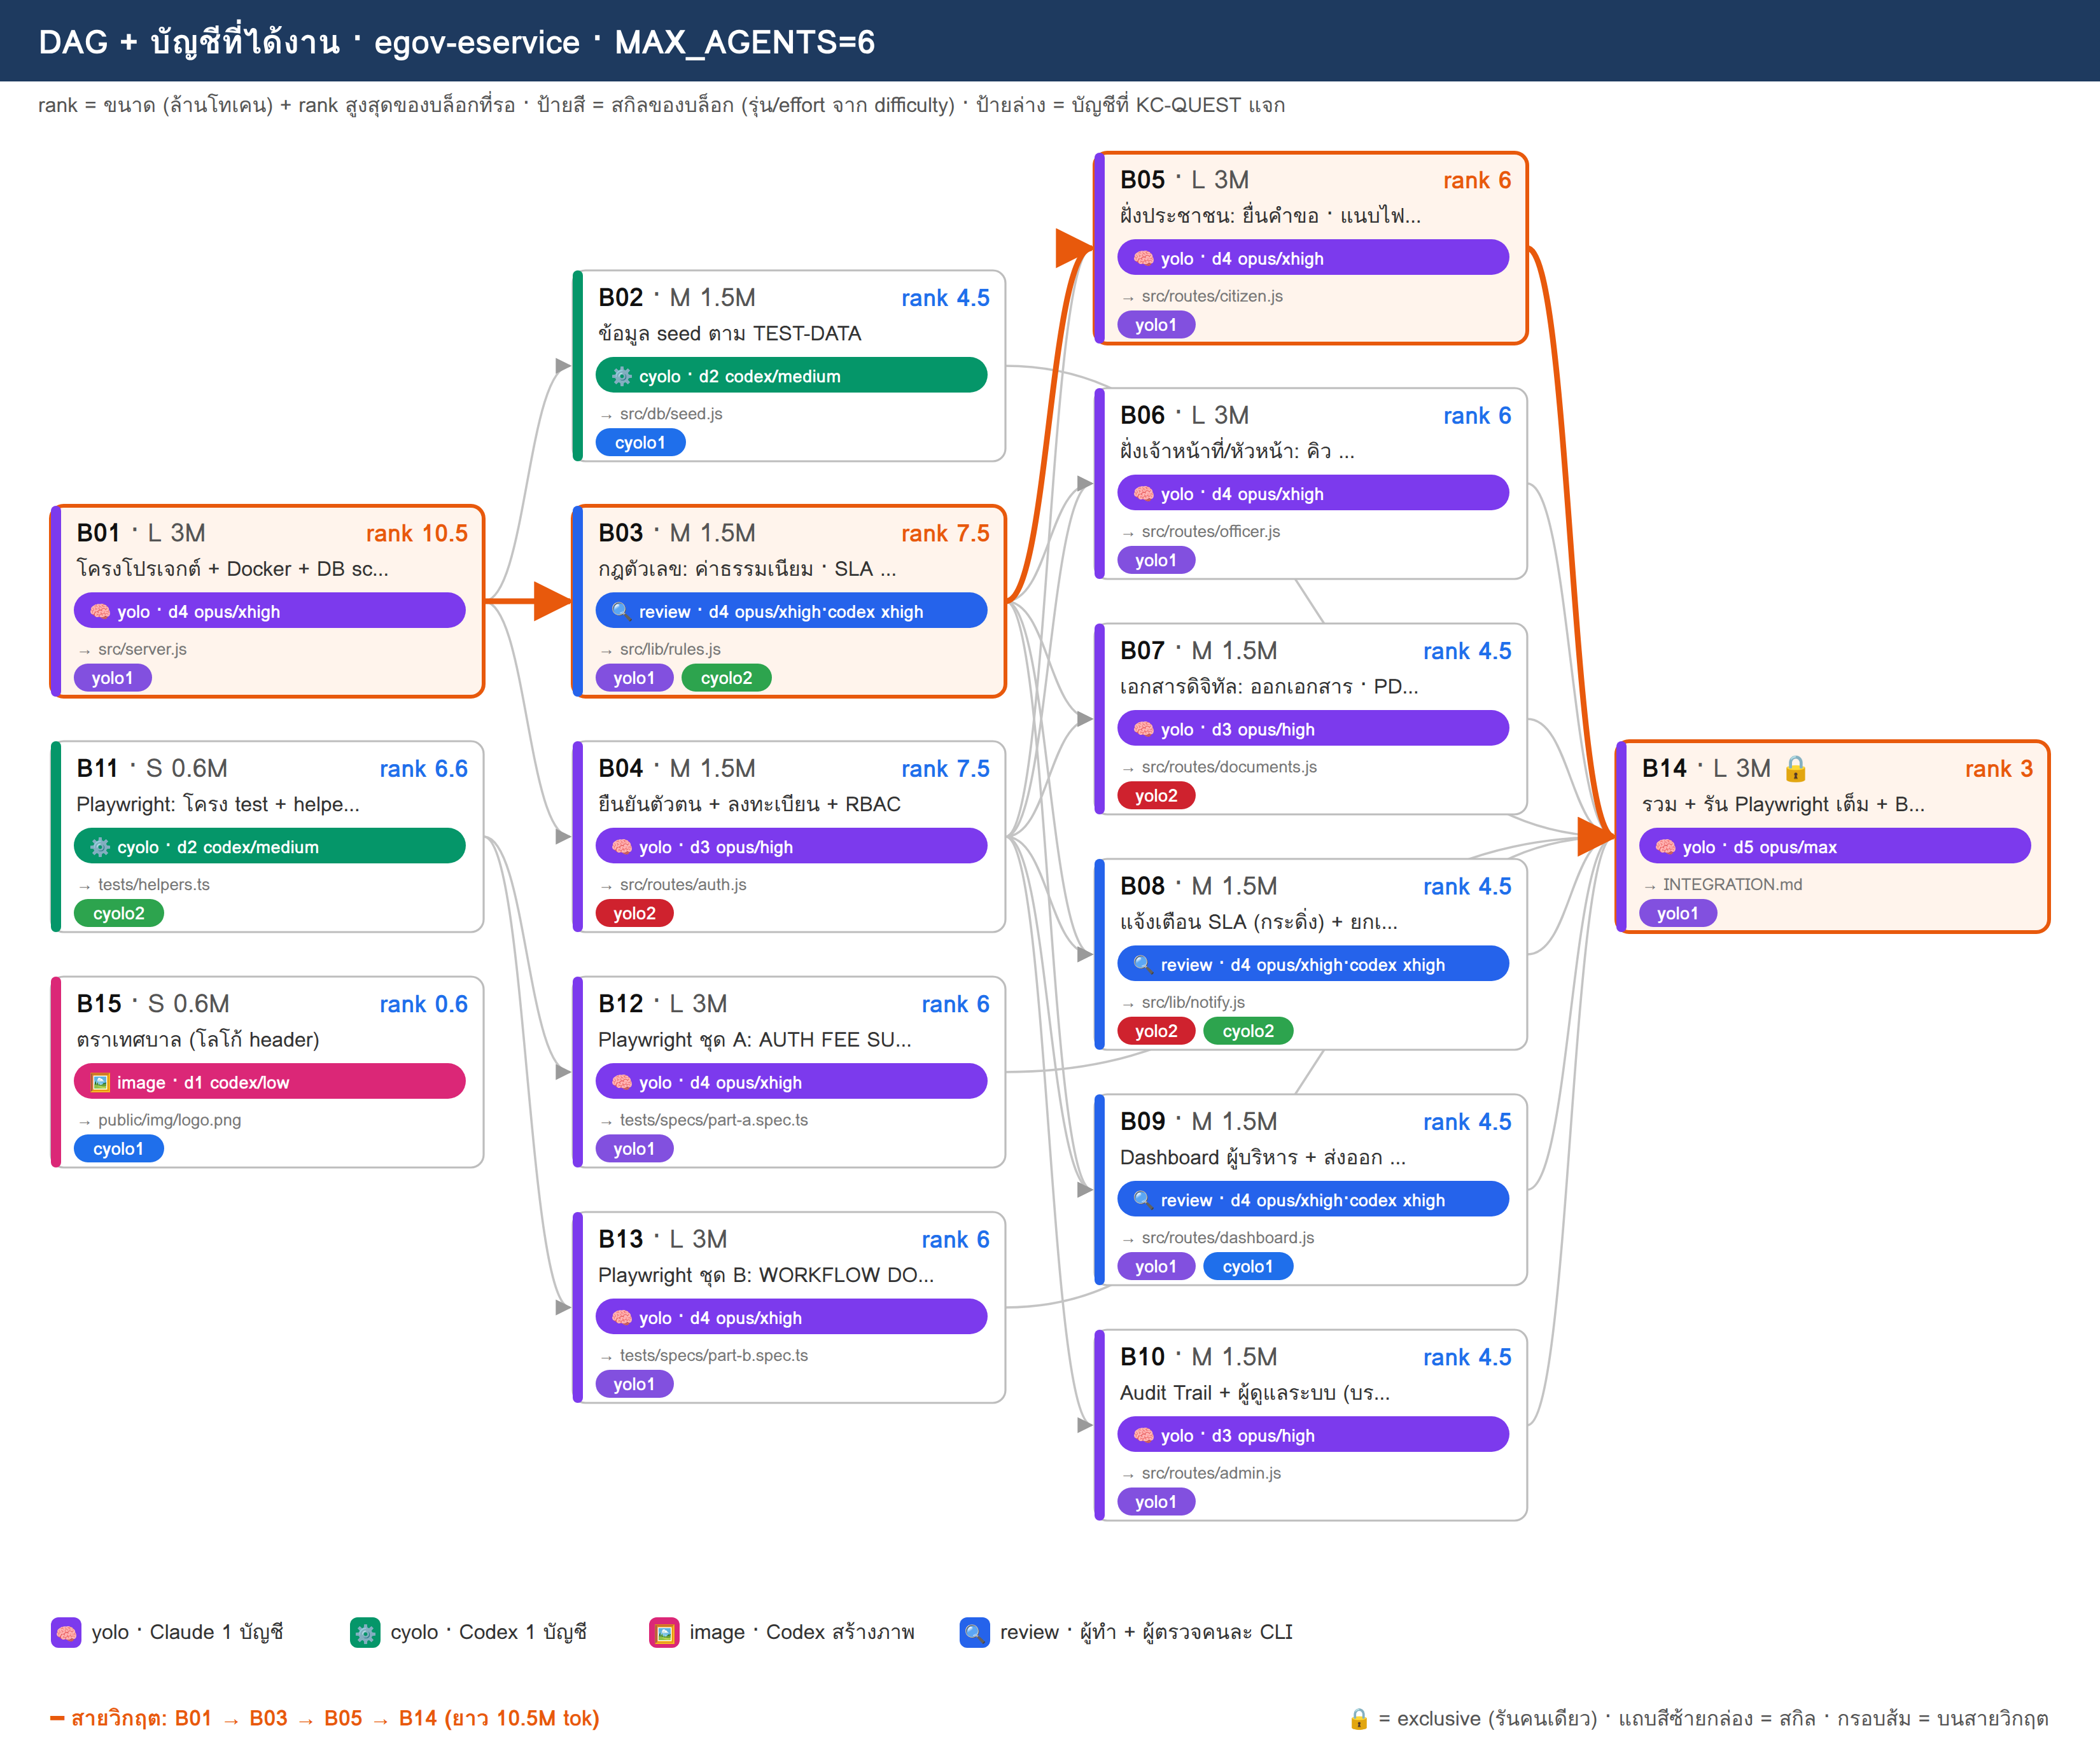 DAG + บัญชีที่ได้งาน · egov-eservice · MAX_AGENTS=6
rank = ขนาด (ล้านโทเคน) + rank สูงสุดของบล็อกที่รอ · ป้ายสี = สกิลของบล็อก (รุ่น/effort จาก difficulty) · ป้ายล่าง = บัญชีที่ KC-QUEST แจก
B01 · L 3M rank 10.5
โครงโปรเจกต์ + Docker + DB sc...
🧠 yolo · d4 opus/xhigh
→ src/server.js
yolo1
B11 · S 0.6M rank 6.6
Playwright: โครง test + helpe...
⚙️ cyolo · d2 codex/medium
→ tests/helpers.ts
cyolo2
B15 · S 0.6M rank 0.6
ตราเทศบาล (โลโก้ header)
🖼️ image · d1 codex/low
→ public/img/logo.png
cyolo1
B02 · M 1.5M rank 4.5
ข้อมูล seed ตาม TEST-DATA
⚙️ cyolo · d2 codex/medium
→ src/db/seed.js
cyolo1
B03 · M 1.5M rank 7.5
กฎตัวเลข: ค่าธรรมเนียม · SLA ...
🔍 review · d4 opus/xhigh·codex xhigh
→ src/lib/rules.js
yolo1 cyolo2
B04 · M 1.5M rank 7.5
ยืนยันตัวตน + ลงทะเบียน + RBAC
🧠 yolo · d3 opus/high
→ src/routes/auth.js
yolo2
B12 · L 3M rank 6
Playwright ชุด A: AUTH FEE SU...
🧠 yolo · d4 opus/xhigh
→ tests/specs/part-a.spec.ts
yolo1
B13 · L 3M rank 6
Playwright ชุด B: WORKFLOW DO...
🧠 yolo · d4 opus/xhigh
→ tests/specs/part-b.spec.ts
yolo1
B05 · L 3M rank 6
ฝั่งประชาชน: ยื่นคำขอ · แนบไฟ...
🧠 yolo · d4 opus/xhigh
→ src/routes/citizen.js
yolo1
B06 · L 3M rank 6
ฝั่งเจ้าหน้าที่/หัวหน้า: คิว ...
🧠 yolo · d4 opus/xhigh
→ src/routes/officer.js
yolo1
B07 · M 1.5M rank 4.5
เอกสารดิจิทัล: ออกเอกสาร · PD...
🧠 yolo · d3 opus/high
→ src/routes/documents.js
yolo2
B08 · M 1.5M rank 4.5
แจ้งเตือน SLA (กระดิ่ง) + ยกเ...
🔍 review · d4 opus/xhigh·codex xhigh
→ src/lib/notify.js
yolo2 cyolo2
B09 · M 1.5M rank 4.5
Dashboard ผู้บริหาร + ส่งออก ...
🔍 review · d4 opus/xhigh·codex xhigh
→ src/routes/dashboard.js
yolo1 cyolo1
B10 · M 1.5M rank 4.5
Audit Trail + ผู้ดูแลระบบ (บร...
🧠 yolo · d3 opus/high
→ src/routes/admin.js
yolo1
B14 · L 3M 🔒 rank 3
รวม + รัน Playwright เต็ม + B...
🧠 yolo · d5 opus/max
→ INTEGRATION.md
yolo1
🧠 yolo · Claude 1 บัญชี ⚙️ cyolo · Codex 1 บัญชี 🖼️ image · Codex สร้างภาพ 🔍 review · ผู้ทำ + ผู้ตรวจคนละ CLI
━ สายวิกฤต: B01 → B03 → B05 → B14 (ยาว 10.5M tok)
🔒 = exclusive (รันคนเดียว) · แถบสีซ้ายกล่อง = สกิล · กรอบส้ม = บนสายวิกฤต